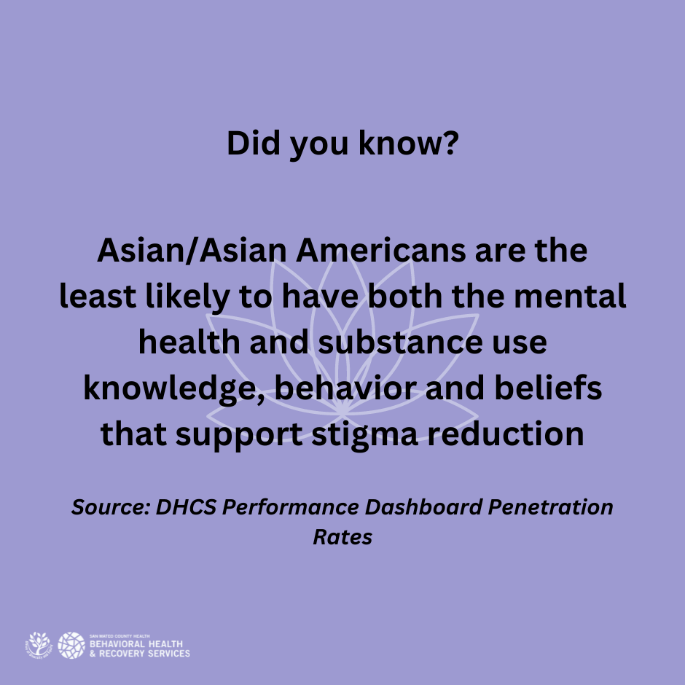 Did you know?
Asian/Asian Americans are the
least likely to have both the mental
health and substance use
knowledge, behavior and beliefs
that support stigma reduction
Source: DHCS Performance Dashboard Penetration
Rates
SAN MATEO COUNTY HEALTH
BEHAVIORAL HEALTH
& RECOVERY SERVICES